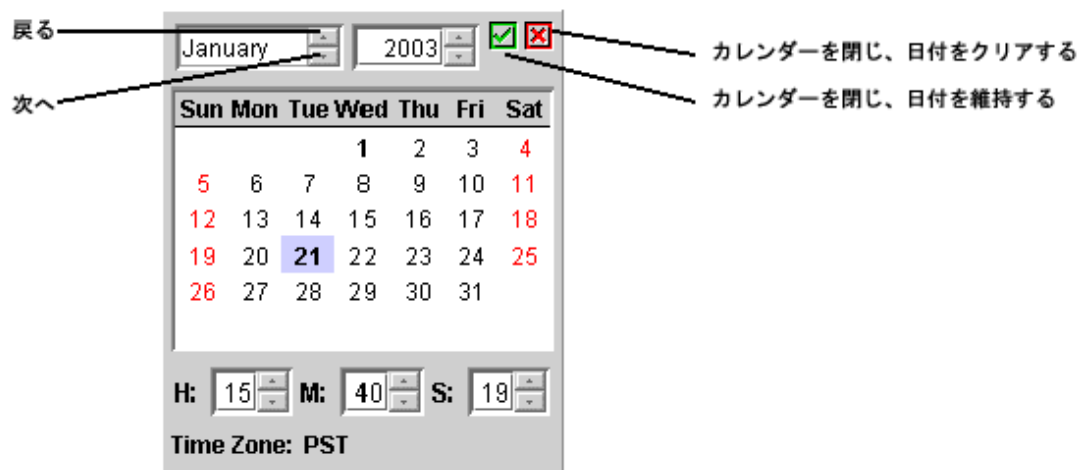 戻る
次へ
January 2003
カレンダーを閉じ、日付をクリアする
カレンダーを閉じ、日付を維持する
Sun Mon Tue Wed Thu Fri Sat
1 2 3 4
5 6 7 8 9 10 11
12 13 14 15 16 17 18
19 20 21 22 23 24 25
26 27 28 29 30 31
H: 15 M: 40 S: 19
Time Zone: PST